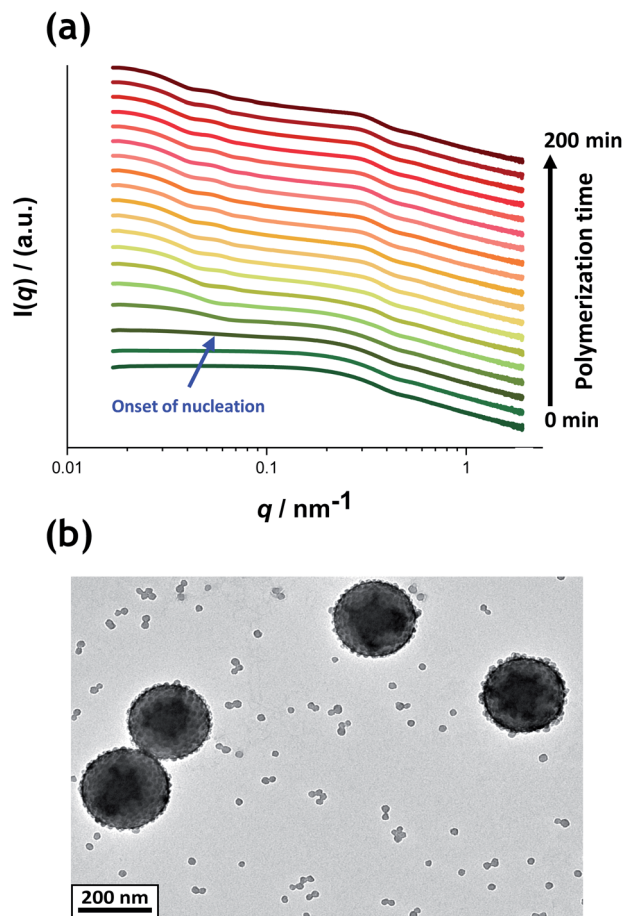 (a)
I(q) / (a.u.)
200 min
Polymerization time
0 min
Onset of nucleation
0.01
0.1
1
q / nm-1
(b)
200 nm